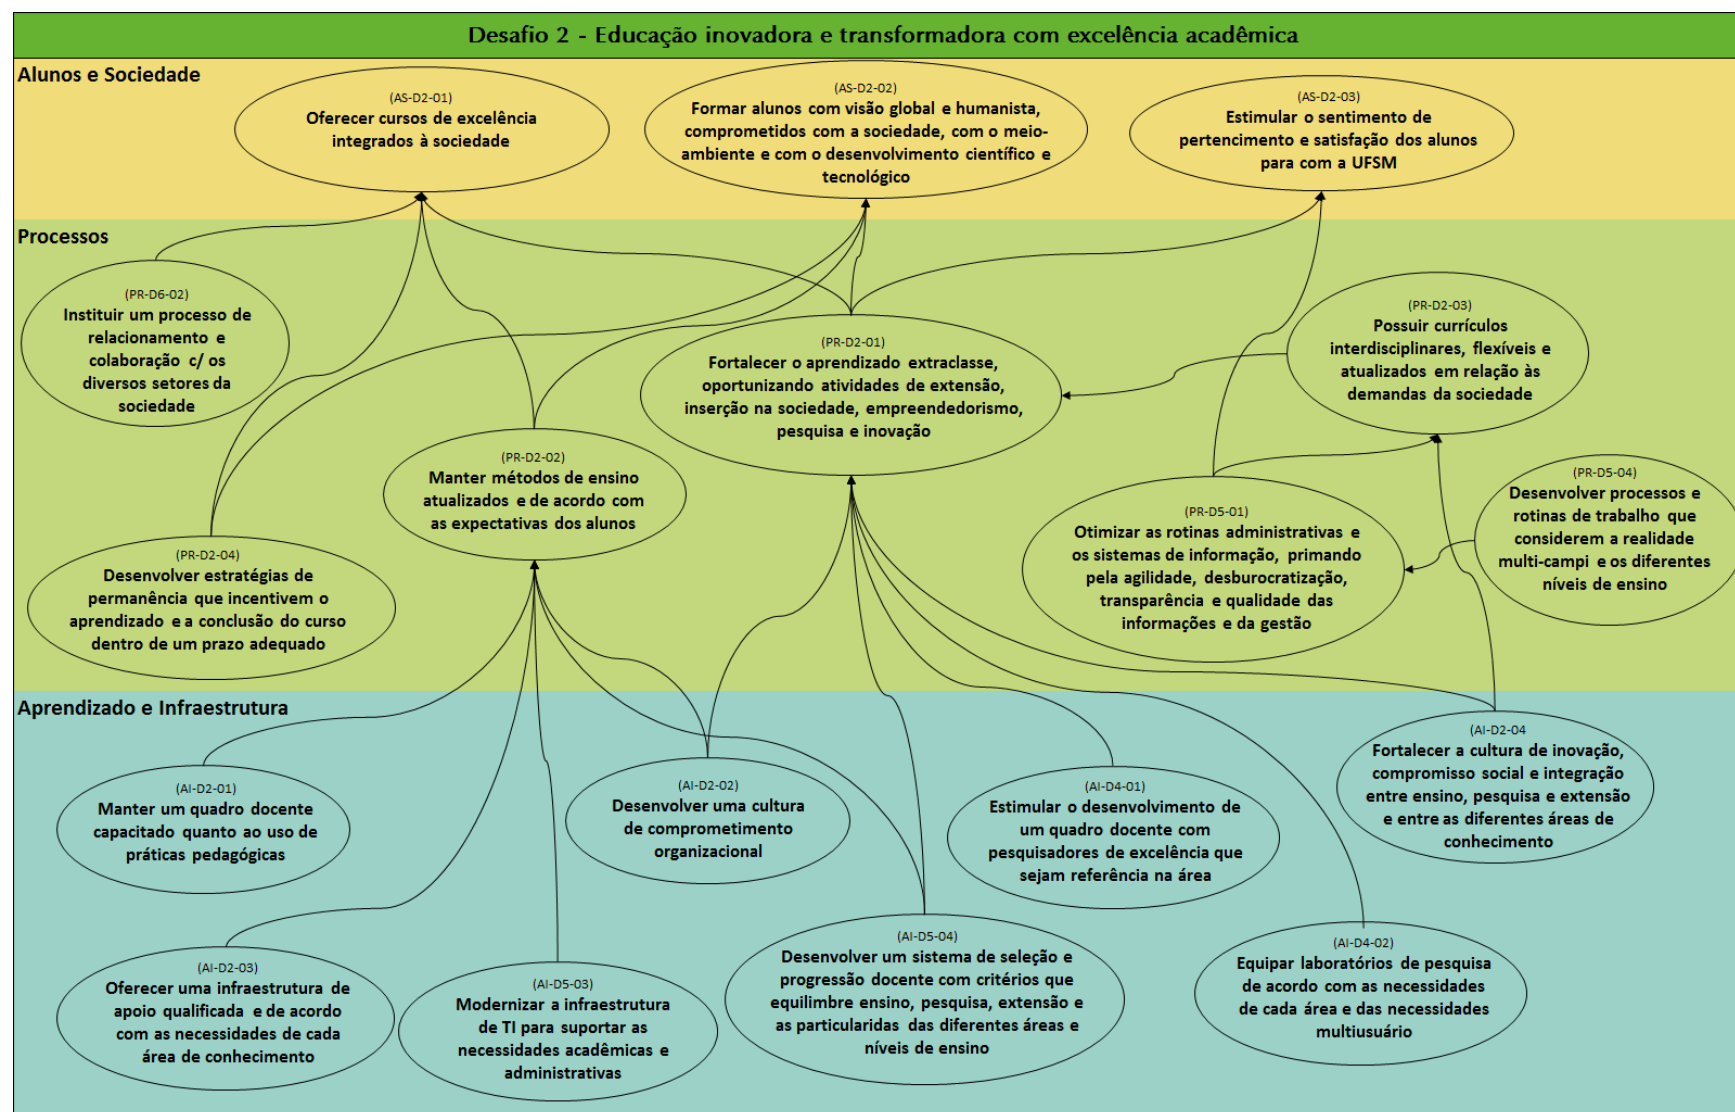 Desafio 2 - Educação inovadora e transformadora com excelência acadêmica
Alunos e Sociedade
(AS-D2-01)
Oferecer cursos de excelência
integrados à sociedade
(AS-D2-02)
Formar alunos com visão global e humanista,
comprometidos com a sociedade, com o meio-
ambiente e com o desenvolvimento científico e
tecnológico
(AS-D2-03)
Estimular o sentimento de
pertencimento e satisfação dos alunos
para com a UFSM
Processos
(PR-D6-02)
Instituir um processo de
relacionamento e
colaboração c/ os
diversos setores da
sociedade
(PR-D2-01)
Fortalecer o aprendizado extraclasse,
oportunizando atividades de extensão,
inserção na sociedade, empreendedorismo,
pesquisa e inovação
(PR-D2-03)
Possuir currículos
interdisciplinares, flexíveis e
atualizados em relação às
demandas da sociedade
(PR-D2-02)
Manter métodos de ensino
atualizados e de acordo com
as expectativas dos alunos
(PR-D5-01)
Otimizar as rotinas administrativas e
os sistemas de informação, primando
pela agilidade, desburocratização,
transparência e qualidade das
informações e da gestão
(PR-D5-04)
Desenvolver processos e
rotinas de trabalho que
considerem a realidade
multi-campi e os diferentes
níveis de ensino
(PR-D2-04)
Desenvolver estratégias de
permanência que incentivem o
aprendizado e a conclusão do curso
dentro de um prazo adequado
Aprendizado e Infraestrutura
(AI-D2-01)
Manter um quadro docente
capacitado quanto ao uso de
práticas pedagógicas
(AI-D2-02)
Desenvolver uma cultura
de comprometimento
organizacional
(AI-D4-01)
Estimular o desenvolvimento de
um quadro docente com
pesquisadores de excelência que
sejam referência na área
(AI-D2-04
Fortalecer a cultura de inovação,
compromisso social e integração
entre ensino, pesquisa e extensão
e entre as diferentes áreas de
conhecimento
(AI-D2-03)
Oferecer uma infraestrutura de
apoio qualificada e de acordo
com as necessidades de cada
área de conhecimento
(AI-D5-03)
Modernizar a infraestrutura
de TI para suportar as
necessidades acadêmicas e
administrativas
(AI-D5-04)
Desenvolver um sistema de seleção e
progressão docente com critérios que
equilimbre ensino, pesquisa, extensão e
as particularidas das diferentes áreas e
níveis de ensino
(AI-D4-02)
Equipar laboratórios de pesquisa
de acordo com as necessidades
de cada área e das necessidades
multiusuário